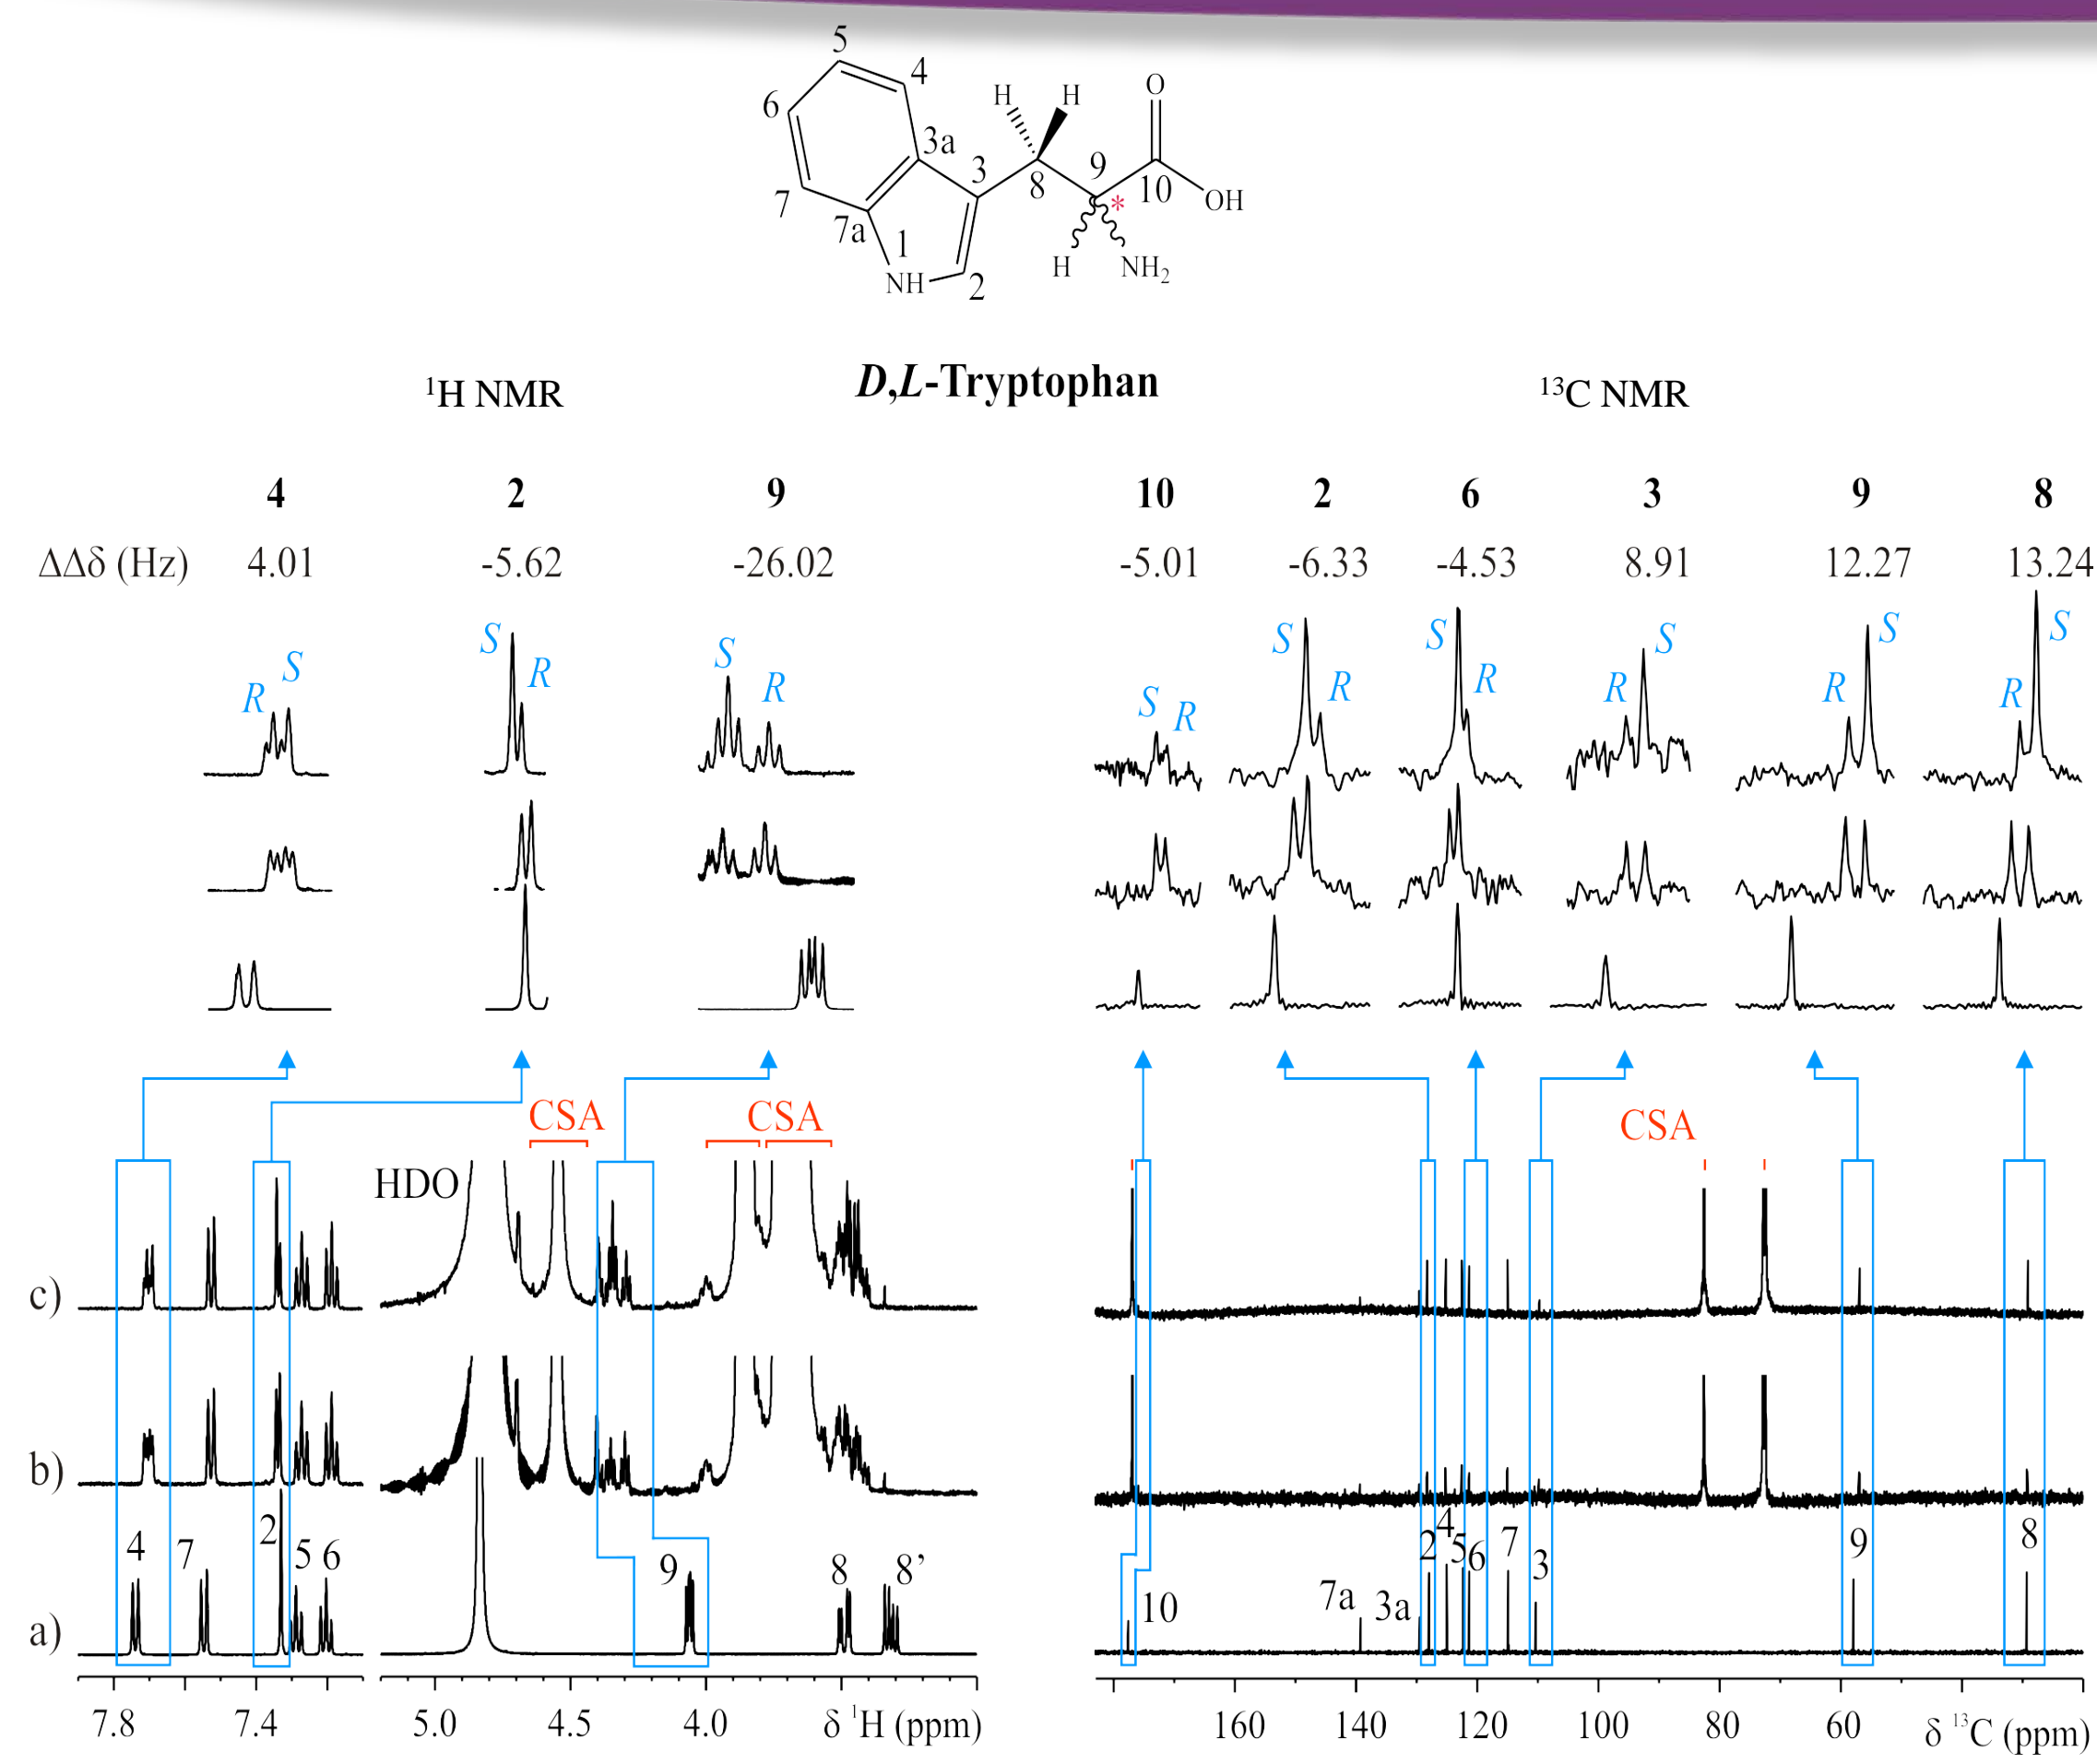 5
4
6
H H
O
3a
3
9
8
10
7
*
OH
7a
1
H
NH₂
NH
2
¹H NMR
D,L-Tryptophan
¹³C NMR
4 2 9 10 2 6 3 9 8
ΔΔδ (Hz) 4.01 -5.62 -26.02 -5.01 -6.33 -4.53 8.91 12.27 13.24
R S S R S R S R S R S R R S R S R S
CSA CSA CSA
HDO
c)
b)
4 7 2 5 6 9 8 8’
10 7a 3a 2 4 5 6 7 3 9 8
a)
7.8 7.4 5.0 4.5 4.0 δ ¹H (ppm)
160 140 120 100 80 60 δ ¹³C (ppm)